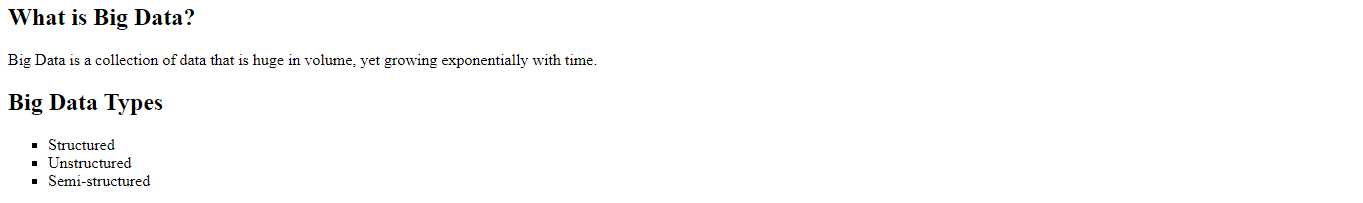 What is Big Data?
Big Data is a collection of data that is huge in volume, yet growing exponentially with time.
Big Data Types
Structured
Unstructured
Semi-structured